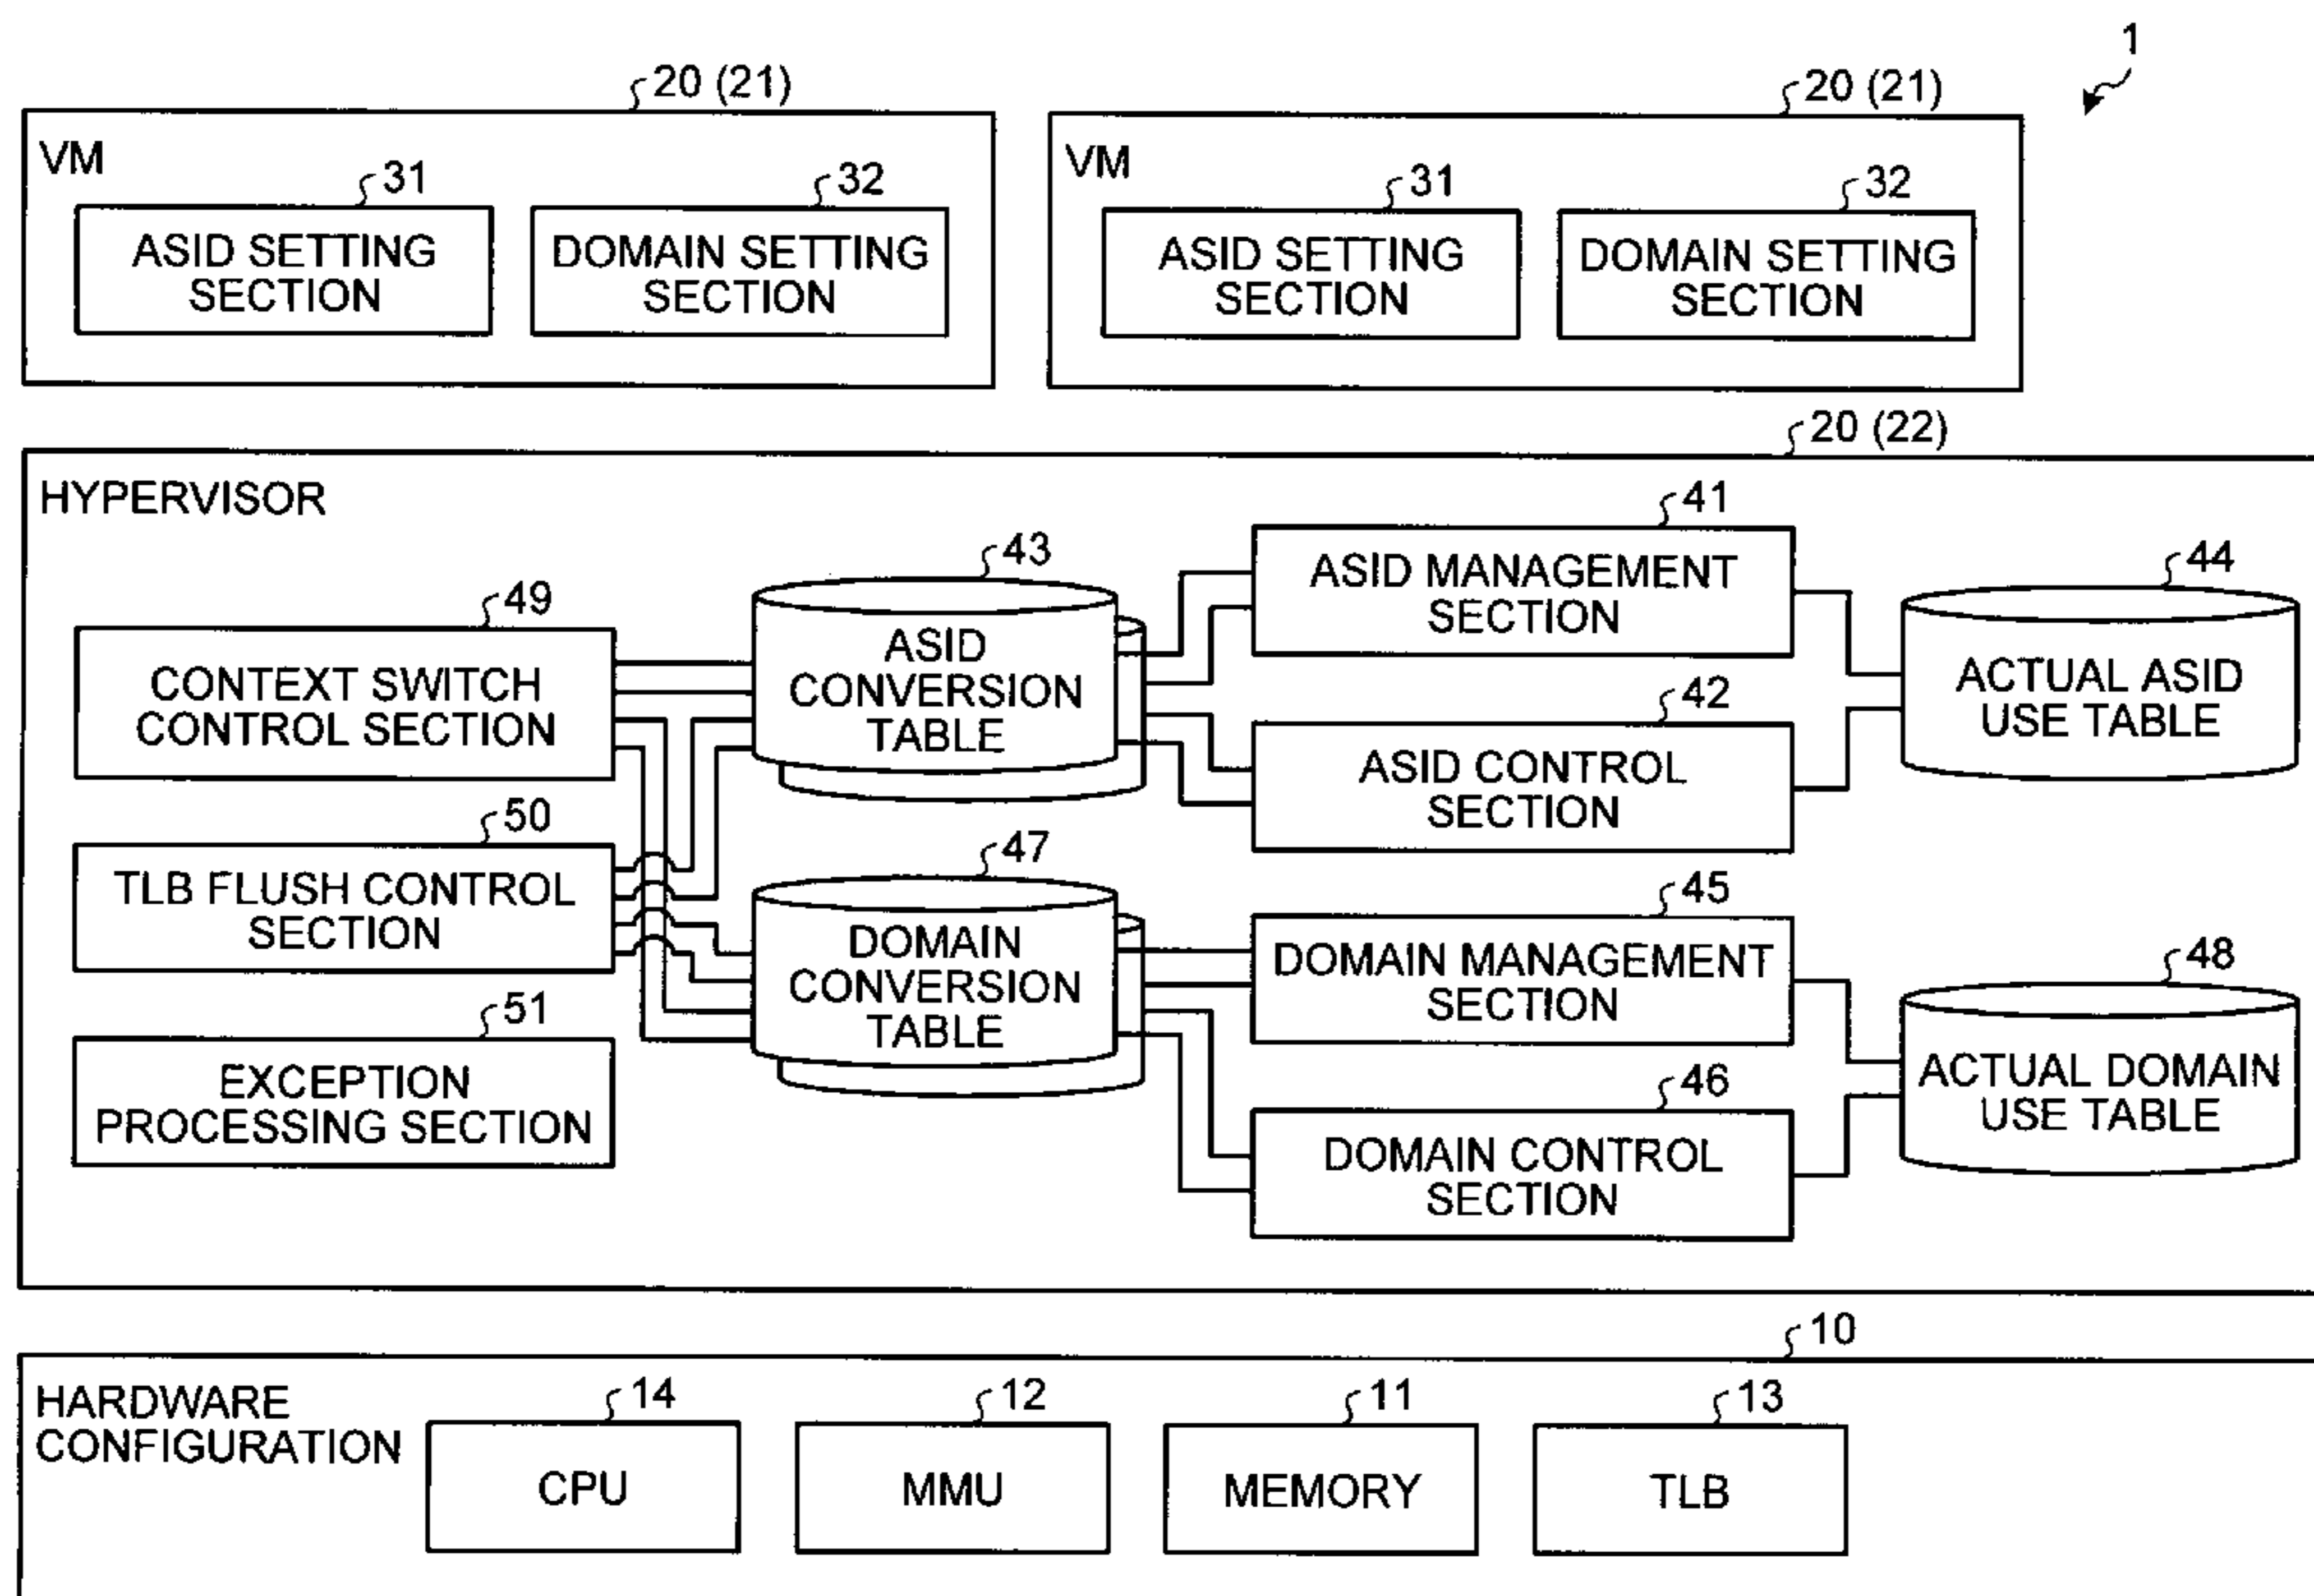 1
20 (21)
VM
31
ASID SETTING
SECTION
32
DOMAIN SETTING
SECTION
20 (21)
VM
31
ASID SETTING
SECTION
32
DOMAIN SETTING
SECTION
20 (22)
HYPERVISOR
49
CONTEXT SWITCH
CONTROL SECTION
50
TLB FLUSH CONTROL
SECTION
51
EXCEPTION
PROCESSING SECTION
43
ASID
CONVERSION
TABLE
47
DOMAIN
CONVERSION
TABLE
41
ASID MANAGEMENT
SECTION
42
ASID CONTROL
SECTION
45
DOMAIN MANAGEMENT
SECTION
46
DOMAIN CONTROL
SECTION
44
ACTUAL ASID
USE TABLE
48
ACTUAL DOMAIN
USE TABLE
10
HARDWARE
CONFIGURATION
14
CPU
12
MMU
11
MEMORY
13
TLB